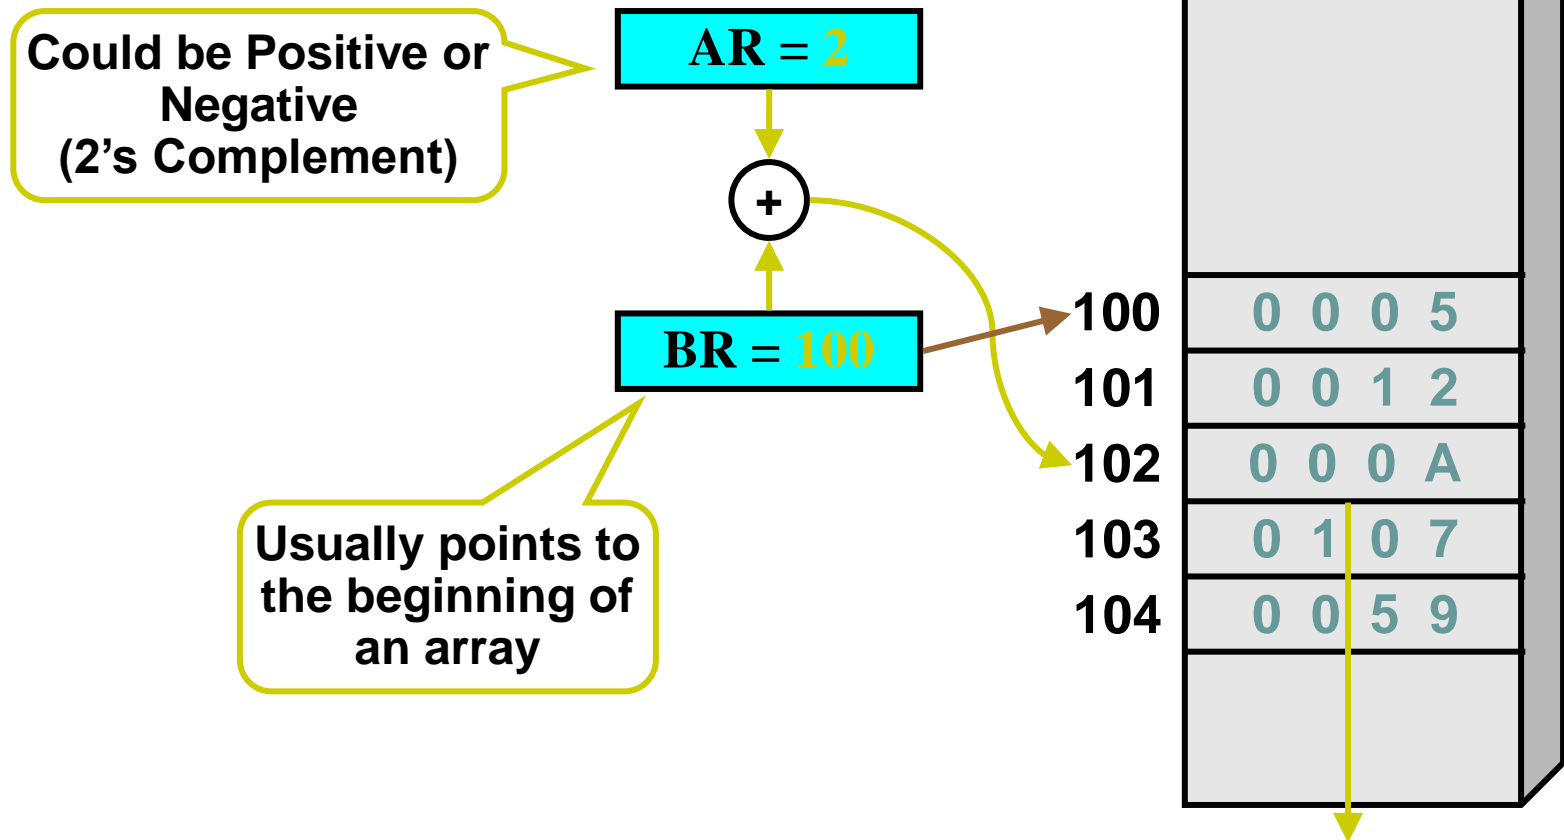 Could be Positive or
Negative
(2’s Complement)
AR = 2
+
BR = 100
Usually points to
the beginning of
an array
100 0 0 0 5
101 0 0 1 2
102 0 0 0 A
103 0 1 0 7
104 0 0 5 9